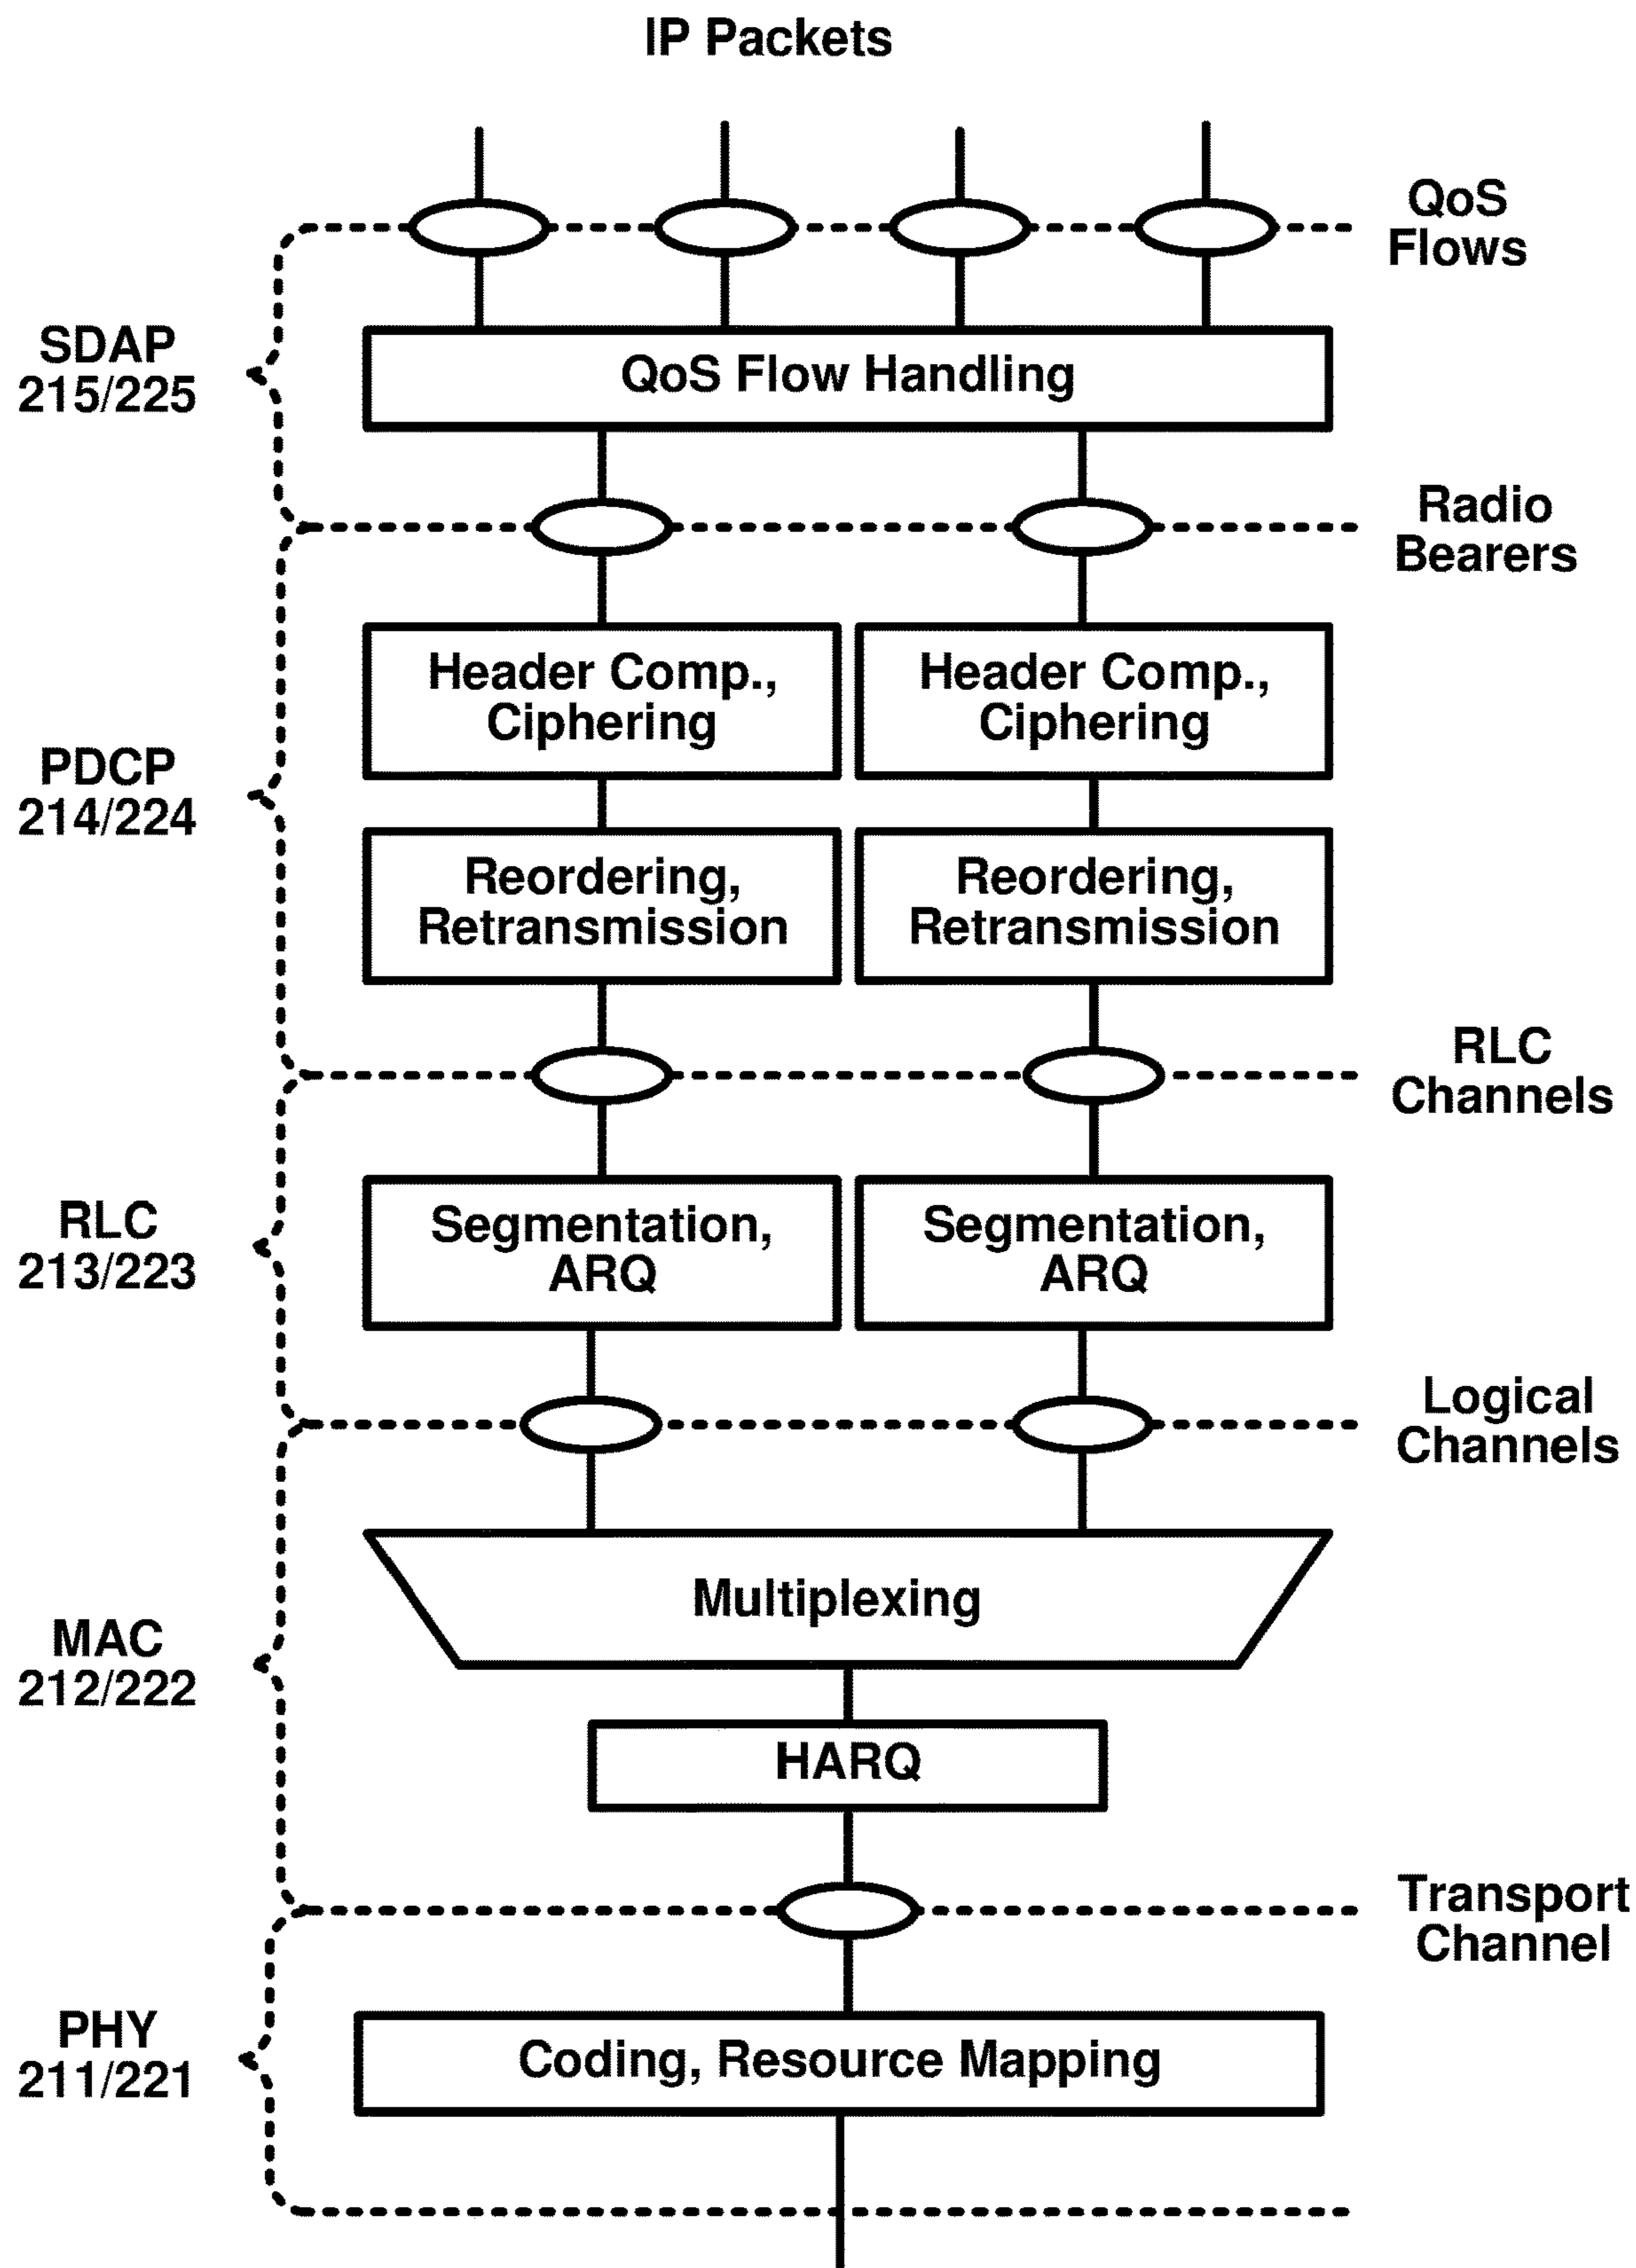 IP Packets
QoS
Flows
SDAP
215/225
QoS Flow Handling
Radio
Bearers
Header Comp.,
Ciphering
Header Comp.,
Ciphering
PDCP
214/224
Reordering,
Retransmission
Reordering,
Retransmission
RLC
Channels
RLC
213/223
Segmentation,
ARQ
Segmentation,
ARQ
Logical
Channels
Multiplexing
MAC
212/222
HARQ
Transport
Channel
PHY
211/221
Coding, Resource Mapping